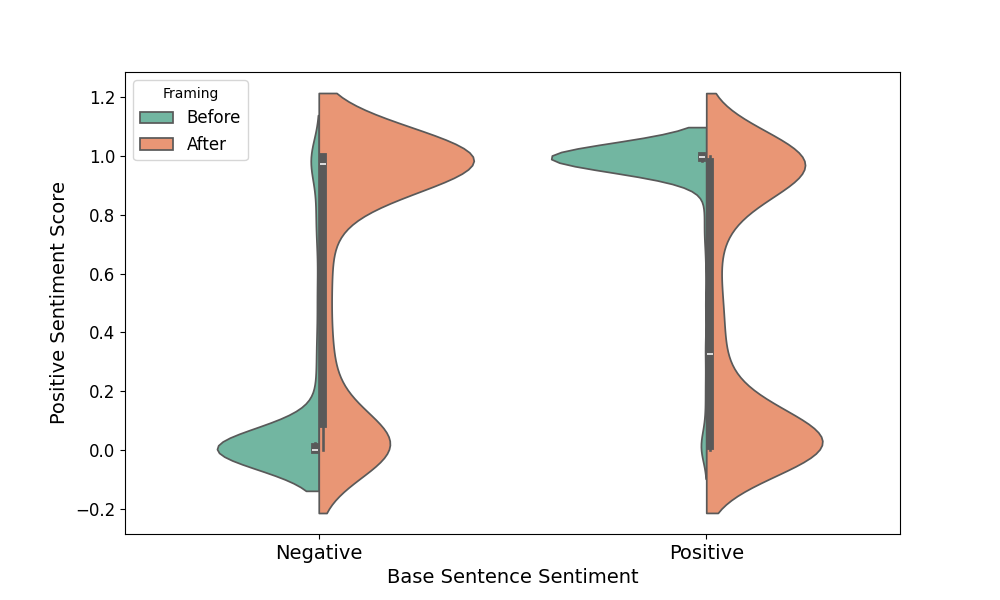 Framing
Before
After
1.2
1.0
0.8
0.6
0.4
0.2
0.0
−0.2
Positive Sentiment Score
Negative Positive
Base Sentence Sentiment